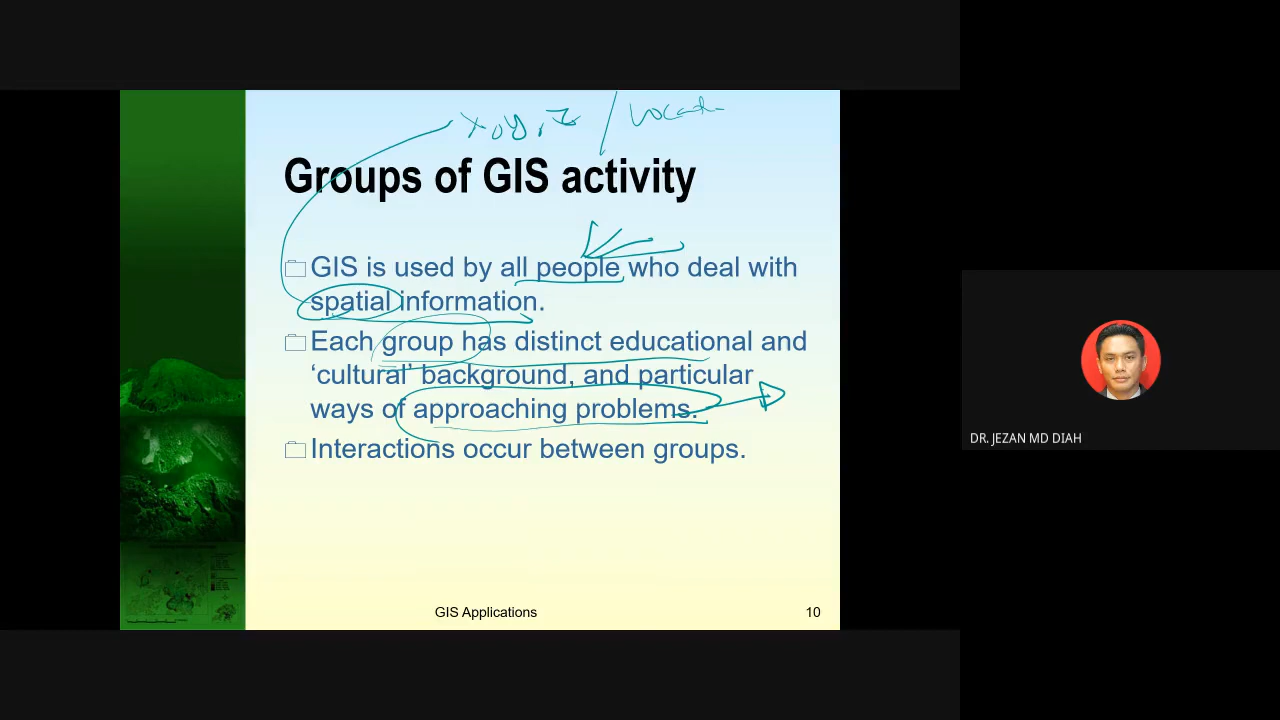 x, y, z /
Groups of GIS activity
GIS is used by all people who deal with
spatial information.
Each group has distinct educational and
‘cultural’ background, and particular
ways of approaching problems.
Interactions occur between groups.
GIS Applications
10
DR. JEZAN MD DIAH